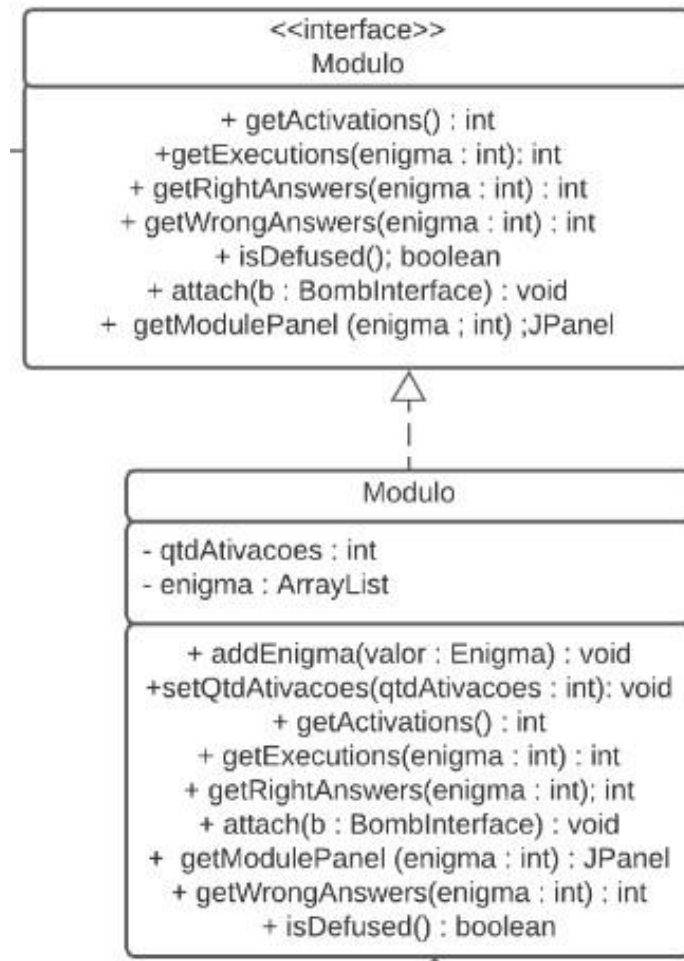 <<interface>>
Modulo
+ getActivations() : int
+getExecutions(enigma : int): int
+ getRightAnswers(enigma : int) : int
+ getWrongAnswers(enigma : int) : int
+ isDefused(); boolean
+ attach(b : BombInterface) : void
+ getModulePanel (enigma ; int) ;JPanel
Modulo
- qtdAtivacoes : int
- enigma : ArrayList
+ addEnigma(valor : Enigma) : void
+setQtdAtivacoes(qtdAtivacoes : int): void
+ getActivations() : int
+ getExecutions(enigma : int) : int
+ getRightAnswers(enigma : int); int
+ attach(b : BombInterface) : void
+ getModulePanel (enigma : int) : JPanel
+ getWrongAnswers(enigma : int) : int
+ isDefused() : boolean